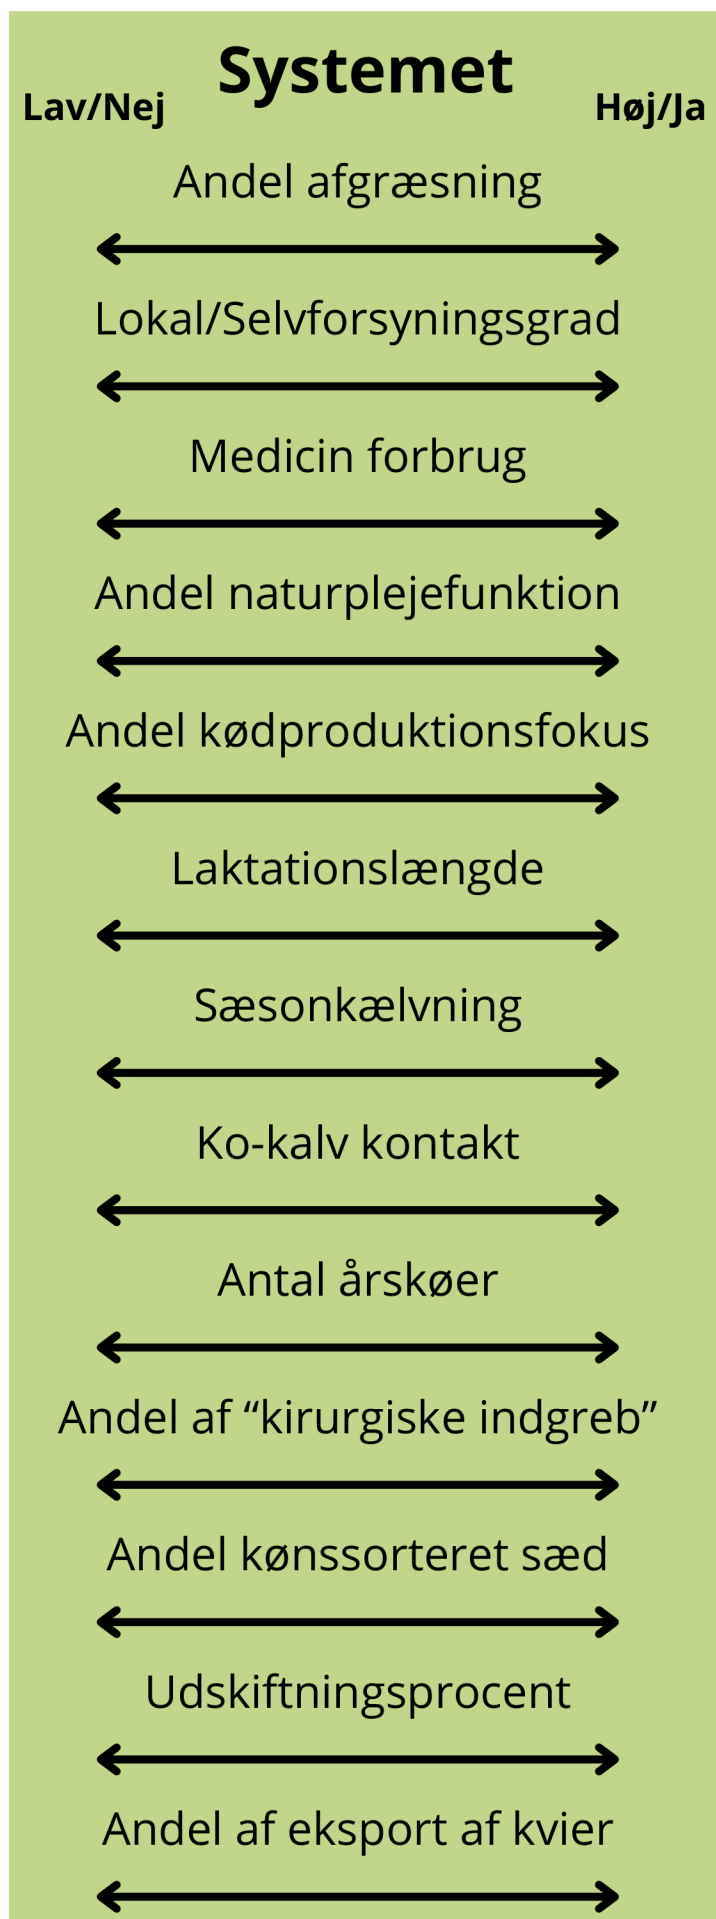 Systemet
Lav/Nej
Høj/Ja
Andel afgræsning
Lokal/Selvforsyningsgrad
Medicin forbrug
Andel naturplejefunktion
Andel kødproduktionsfokus
Laktationslængde
Sæsonkælvning
Ko-kalv kontakt
Antal årskøer
Andel af “kirurgiske indgreb”
Andel kønssorteret sæd
Udskiftningsprocent
Andel af eksport af kvier